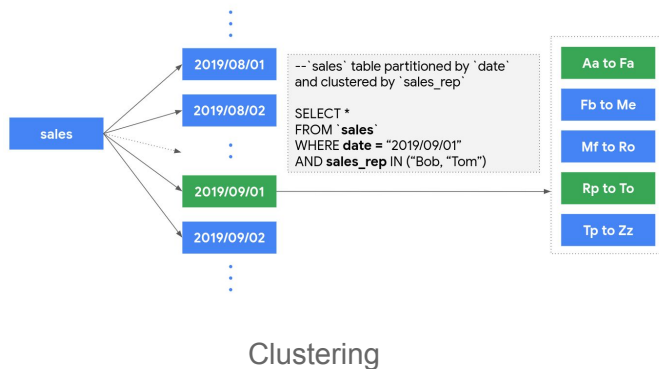 sales
2019/08/01
2019/08/02
2019/09/01
2019/09/02
--`sales` table partitioned by `date`
and clustered by `sales_rep`
SELECT *
FROM `sales`
WHERE date = “2019/09/01”
AND sales_rep IN (“Bob, “Tom”)
Aa to Fa
Fb to Me
Mf to Ro
Rp to To
Tp to Zz
Clustering